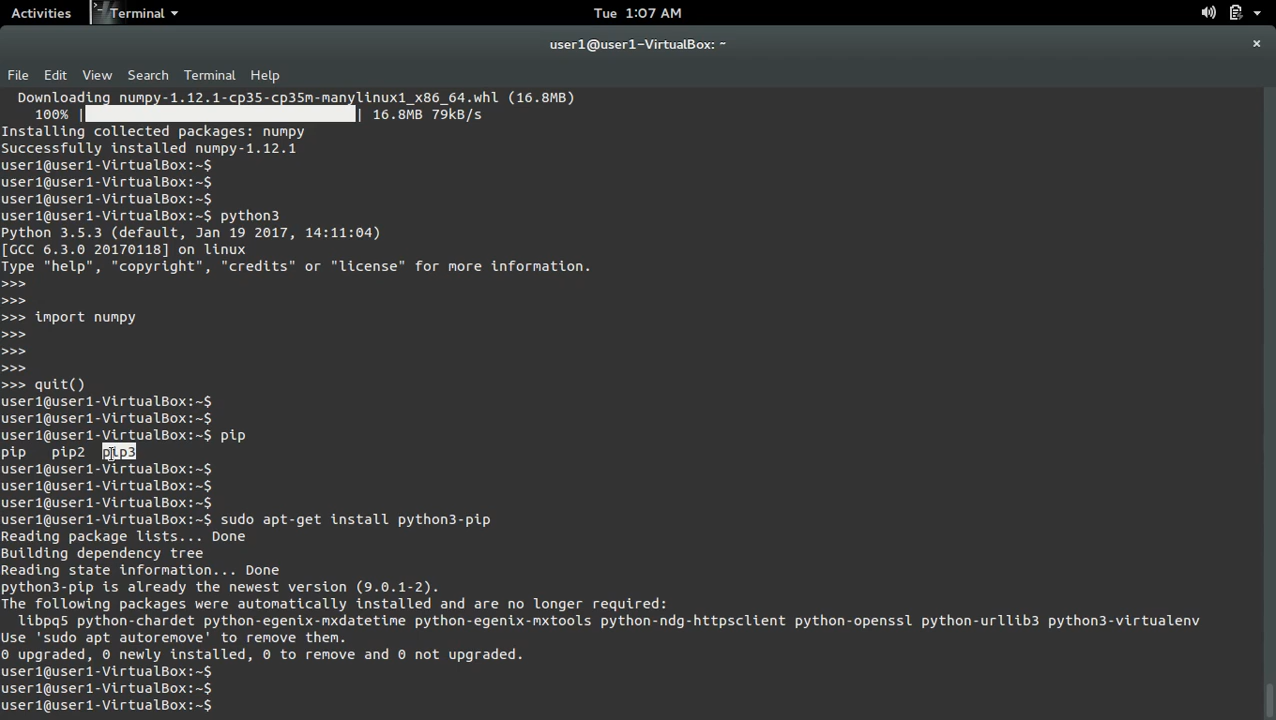 Activities Terminal Tue 1:07 AM
user1@user1-VirtualBox: ~
File Edit View Search Terminal Help
Downloading numpy-1.12.1-cp35-cp35m-manylinux1_x86_64.whl (16.8MB)
100% | | 16.8MB 79kB/s
Installing collected packages: numpy
Successfully installed numpy-1.12.1
user1@user1-VirtualBox:~$
user1@user1-VirtualBox:~$
user1@user1-VirtualBox:~$
user1@user1-VirtualBox:~$ python3
Python 3.5.3 (default, Jan 19 2017, 14:11:04)
[GCC 6.3.0 20170118] on linux
Type "help", "copyright", "credits" or "license" for more information.
>>>
>>>
>>> import numpy
>>>
>>>
>>>
>>> quit()
user1@user1-VirtualBox:~$
user1@user1-VirtualBox:~$
user1@user1-VirtualBox:~$ pip
pip pip2 pip3
user1@user1-VirtualBox:~$
user1@user1-VirtualBox:~$
user1@user1-VirtualBox:~$
user1@user1-VirtualBox:~$ sudo apt-get install python3-pip
Reading package lists... Done
Building dependency tree
Reading state information... Done
python3-pip is already the newest version (9.0.1-2).
The following packages were automatically installed and are no longer required:
libpq5 python-chardet python-egenix-mxdatetime python-egenix-mxtools python-ndg-httpsclient python-openssl python-urllib3 python3-virtualenv
Use 'sudo apt autoremove' to remove them.
0 upgraded, 0 newly installed, 0 to remove and 0 not upgraded.
user1@user1-VirtualBox:~$
user1@user1-VirtualBox:~$
user1@user1-VirtualBox:~$